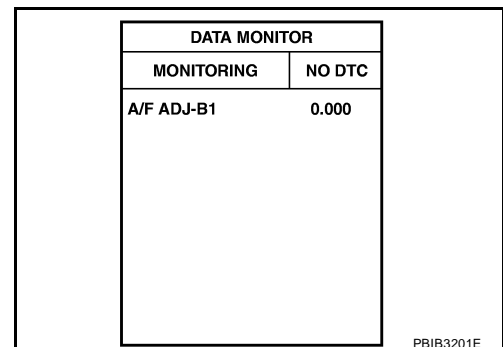 DATA MONITOR
MONITORING NO DTC
A/F ADJ-B1 0.000
PBIB3201E